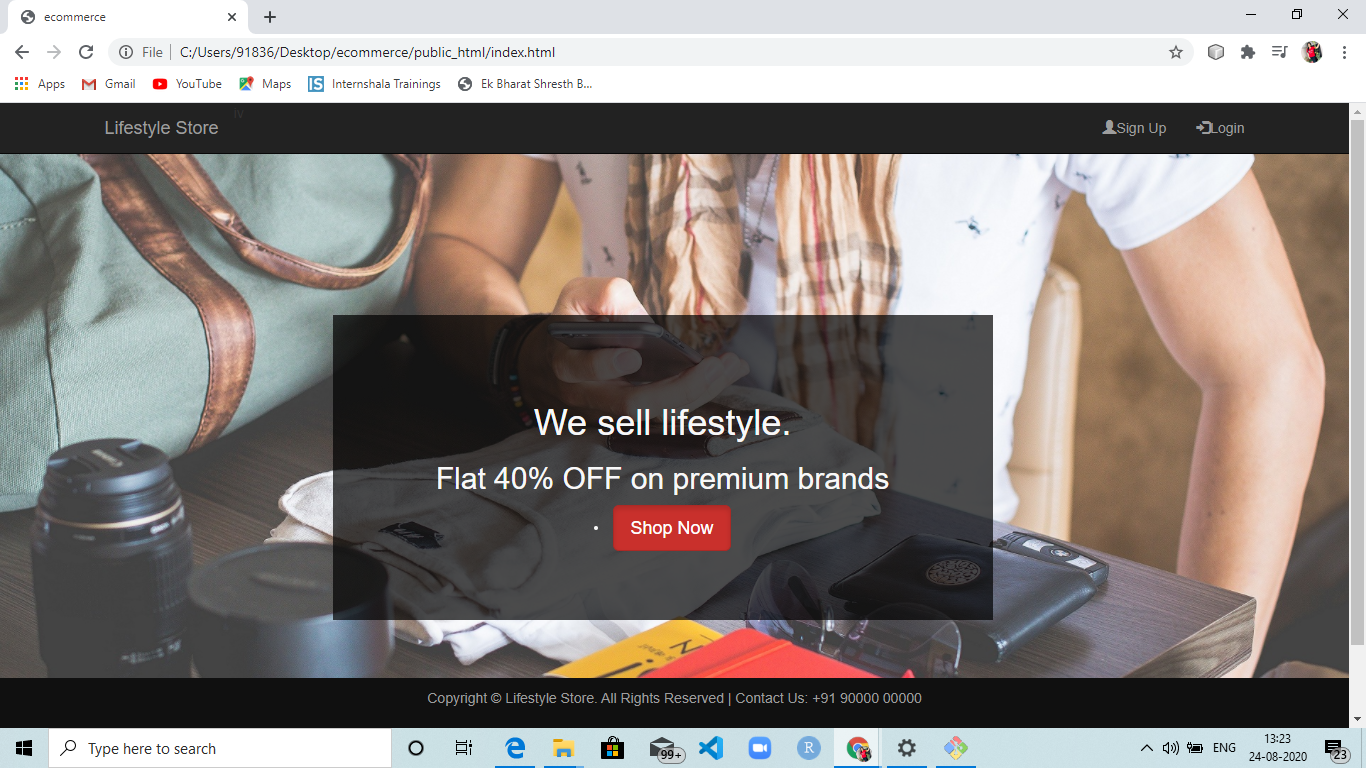 ecommerce
File
C:/Users/91836/Desktop/ecommerce/public_html/index.html
Apps
Gmail
YouTube
Maps
IS
Internshala Trainings
Ek Bharat Shresth B...
Lifestyle Store
Sign Up
Login
We sell lifestyle.
Flat 40% OFF on premium brands
• Shop Now
Copyright © Lifestyle Store. All Rights Reserved | Contact Us: +91 90000 00000
Type here to search
99+
R
ENG
13:23
24-08-2020
23